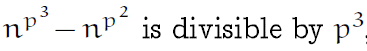 $n^{p^3} - n^{p^2}$ is divisible by $p^3$,